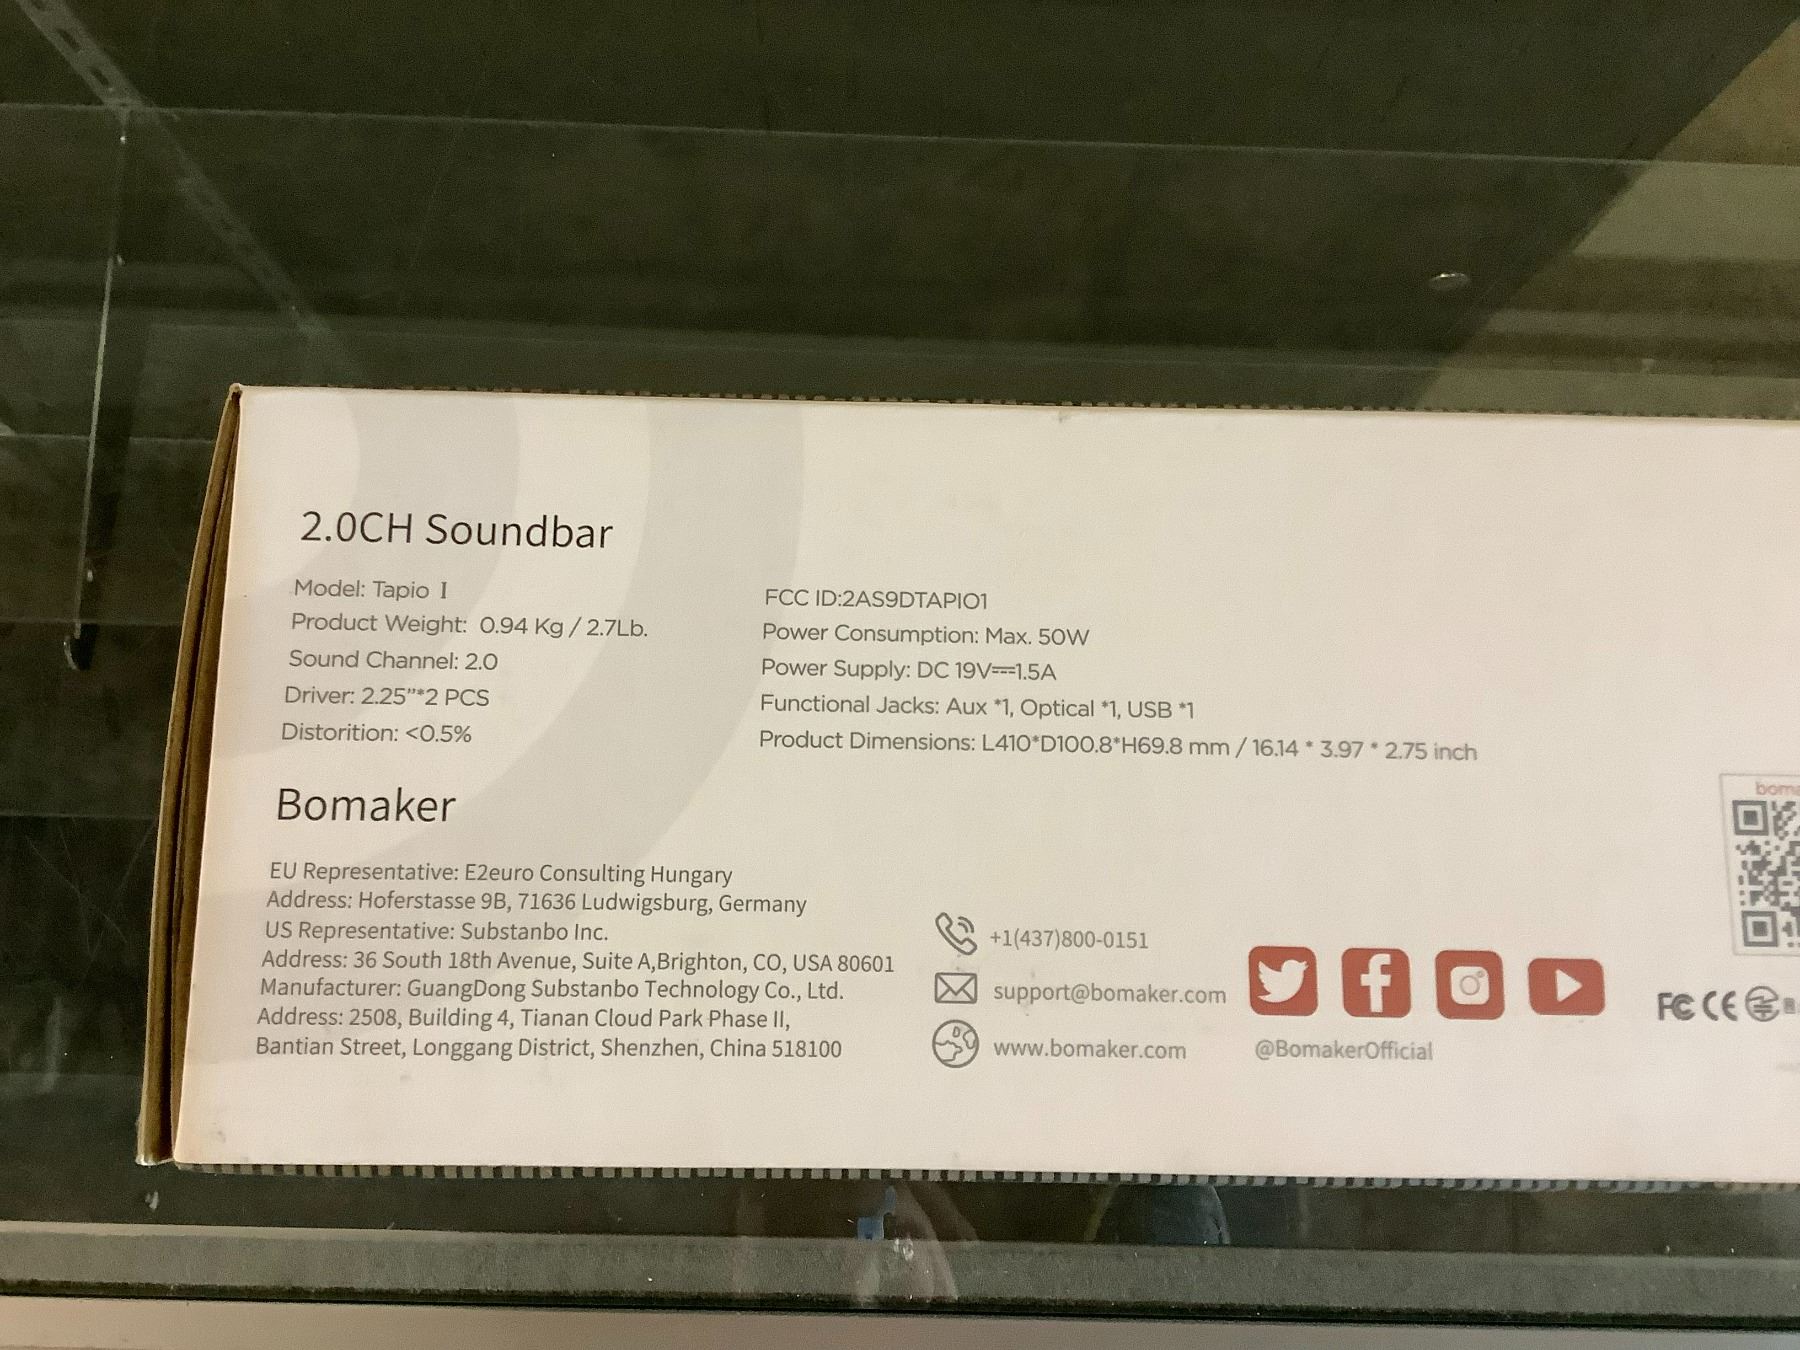 2.0CH Soundbar
Model: Tapio I
Product Weight: 0.94 Kg / 2.7Lb.
Sound Channel: 2.0
Driver: 2.25”*2 PCS
Distorition: <0.5%
FCC ID:2AS9DTAPIO1
Power Consumption: Max. 50W
Power Supply: DC 19V⎓1.5A
Functional Jacks: Aux *1, Optical *1, USB *1
Product Dimensions: L410*D100.8*H69.8 mm / 16.14 * 3.97 * 2.75 inch
Bomaker
EU Representative: E2euro Consulting Hungary
Address: Hoferstasse 9B, 71636 Ludwigsburg, Germany
US Representative: Substanbo Inc.
Address: 36 South 18th Avenue, Suite A,Brighton, CO, USA 80601
Manufacturer: GuangDong Substanbo Technology Co., Ltd.
Address: 2508, Building 4, Tianan Cloud Park Phase II,
Bantian Street, Longgang District, Shenzhen, China 518100
+1(437)800-0151
support@bomaker.com
www.bomaker.com
@BomakerOfficial
boma
FC CE